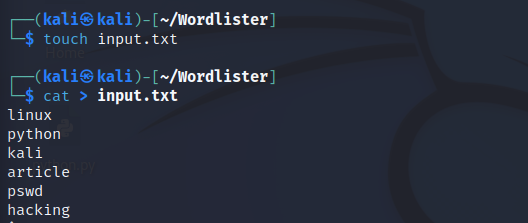 ┌──(kali㉿kali)-[~/Wordlister]
└─$ touch input.txt
┌──(kali㉿kali)-[~/Wordlister]
└─$ cat > input.txt
linux
python
kali
article
pswd
hacking